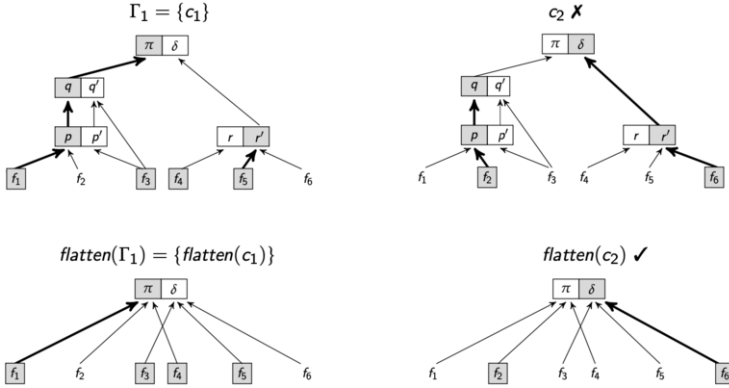 Γ₁ = {c₁}
c₂ ✗
π δ
π δ
q q′
q q′
p p′
r r′
p p′
r r′
f₁ f₂ f₃ f₄ f₅ f₆
f₁ f₂ f₃ f₄ f₅ f₆
flatten(Γ₁) = {flatten(c₁)}
flatten(c₂) ✓
π δ
π δ
f₁ f₂ f₃ f₄ f₅ f₆
f₁ f₂ f₃ f₄ f₅ f₆